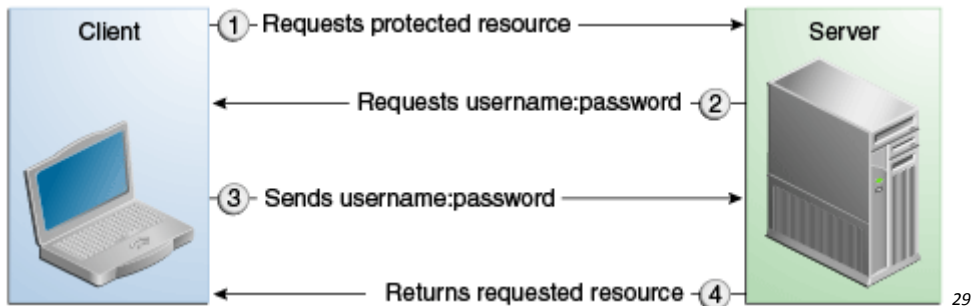 Client
Server
1 Requests protected resource
Requests username:password 2
3 Sends username:password
Returns requested resource 4
29